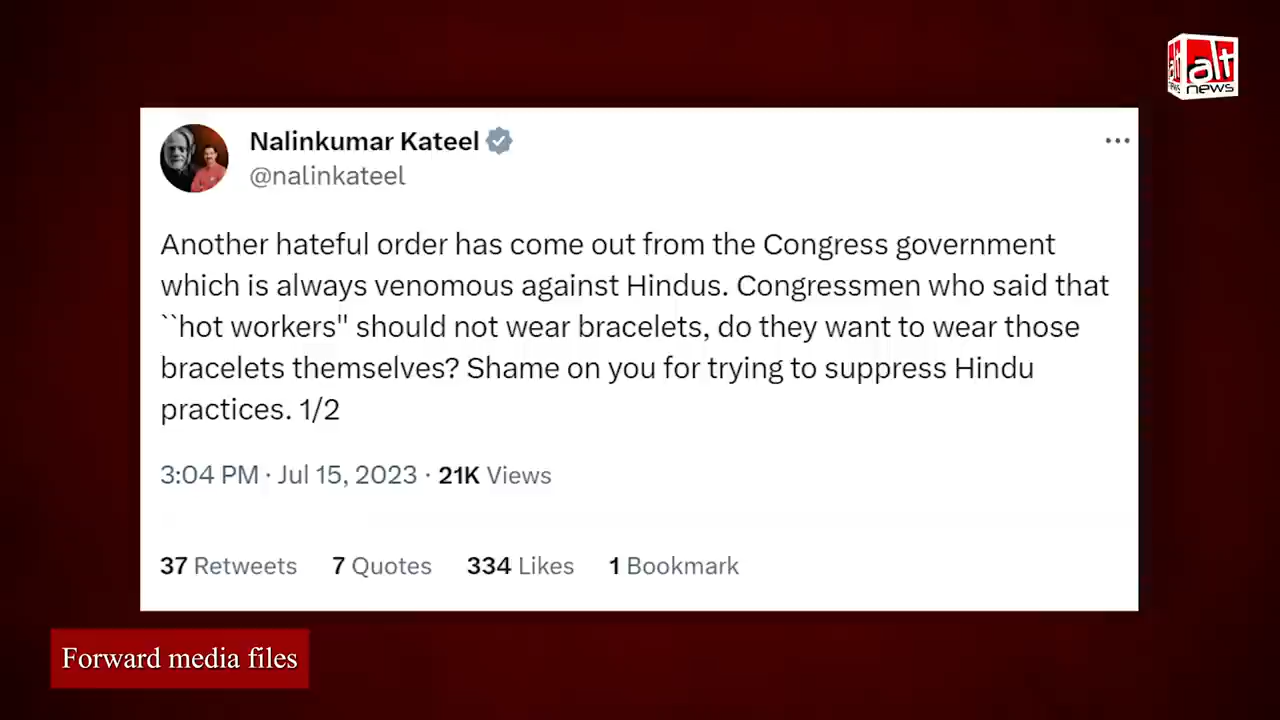 alt
news
Nalinkumar Kateel
@nalinkateel
Another hateful order has come out from the Congress government
which is always venomous against Hindus. Congressmen who said that
``hot workers" should not wear bracelets, do they want to wear those
bracelets themselves? Shame on you for trying to suppress Hindu
practices. 1/2
3:04 PM · Jul 15, 2023 · 21K Views
37 Retweets 7 Quotes 334 Likes 1 Bookmark
Forward media files